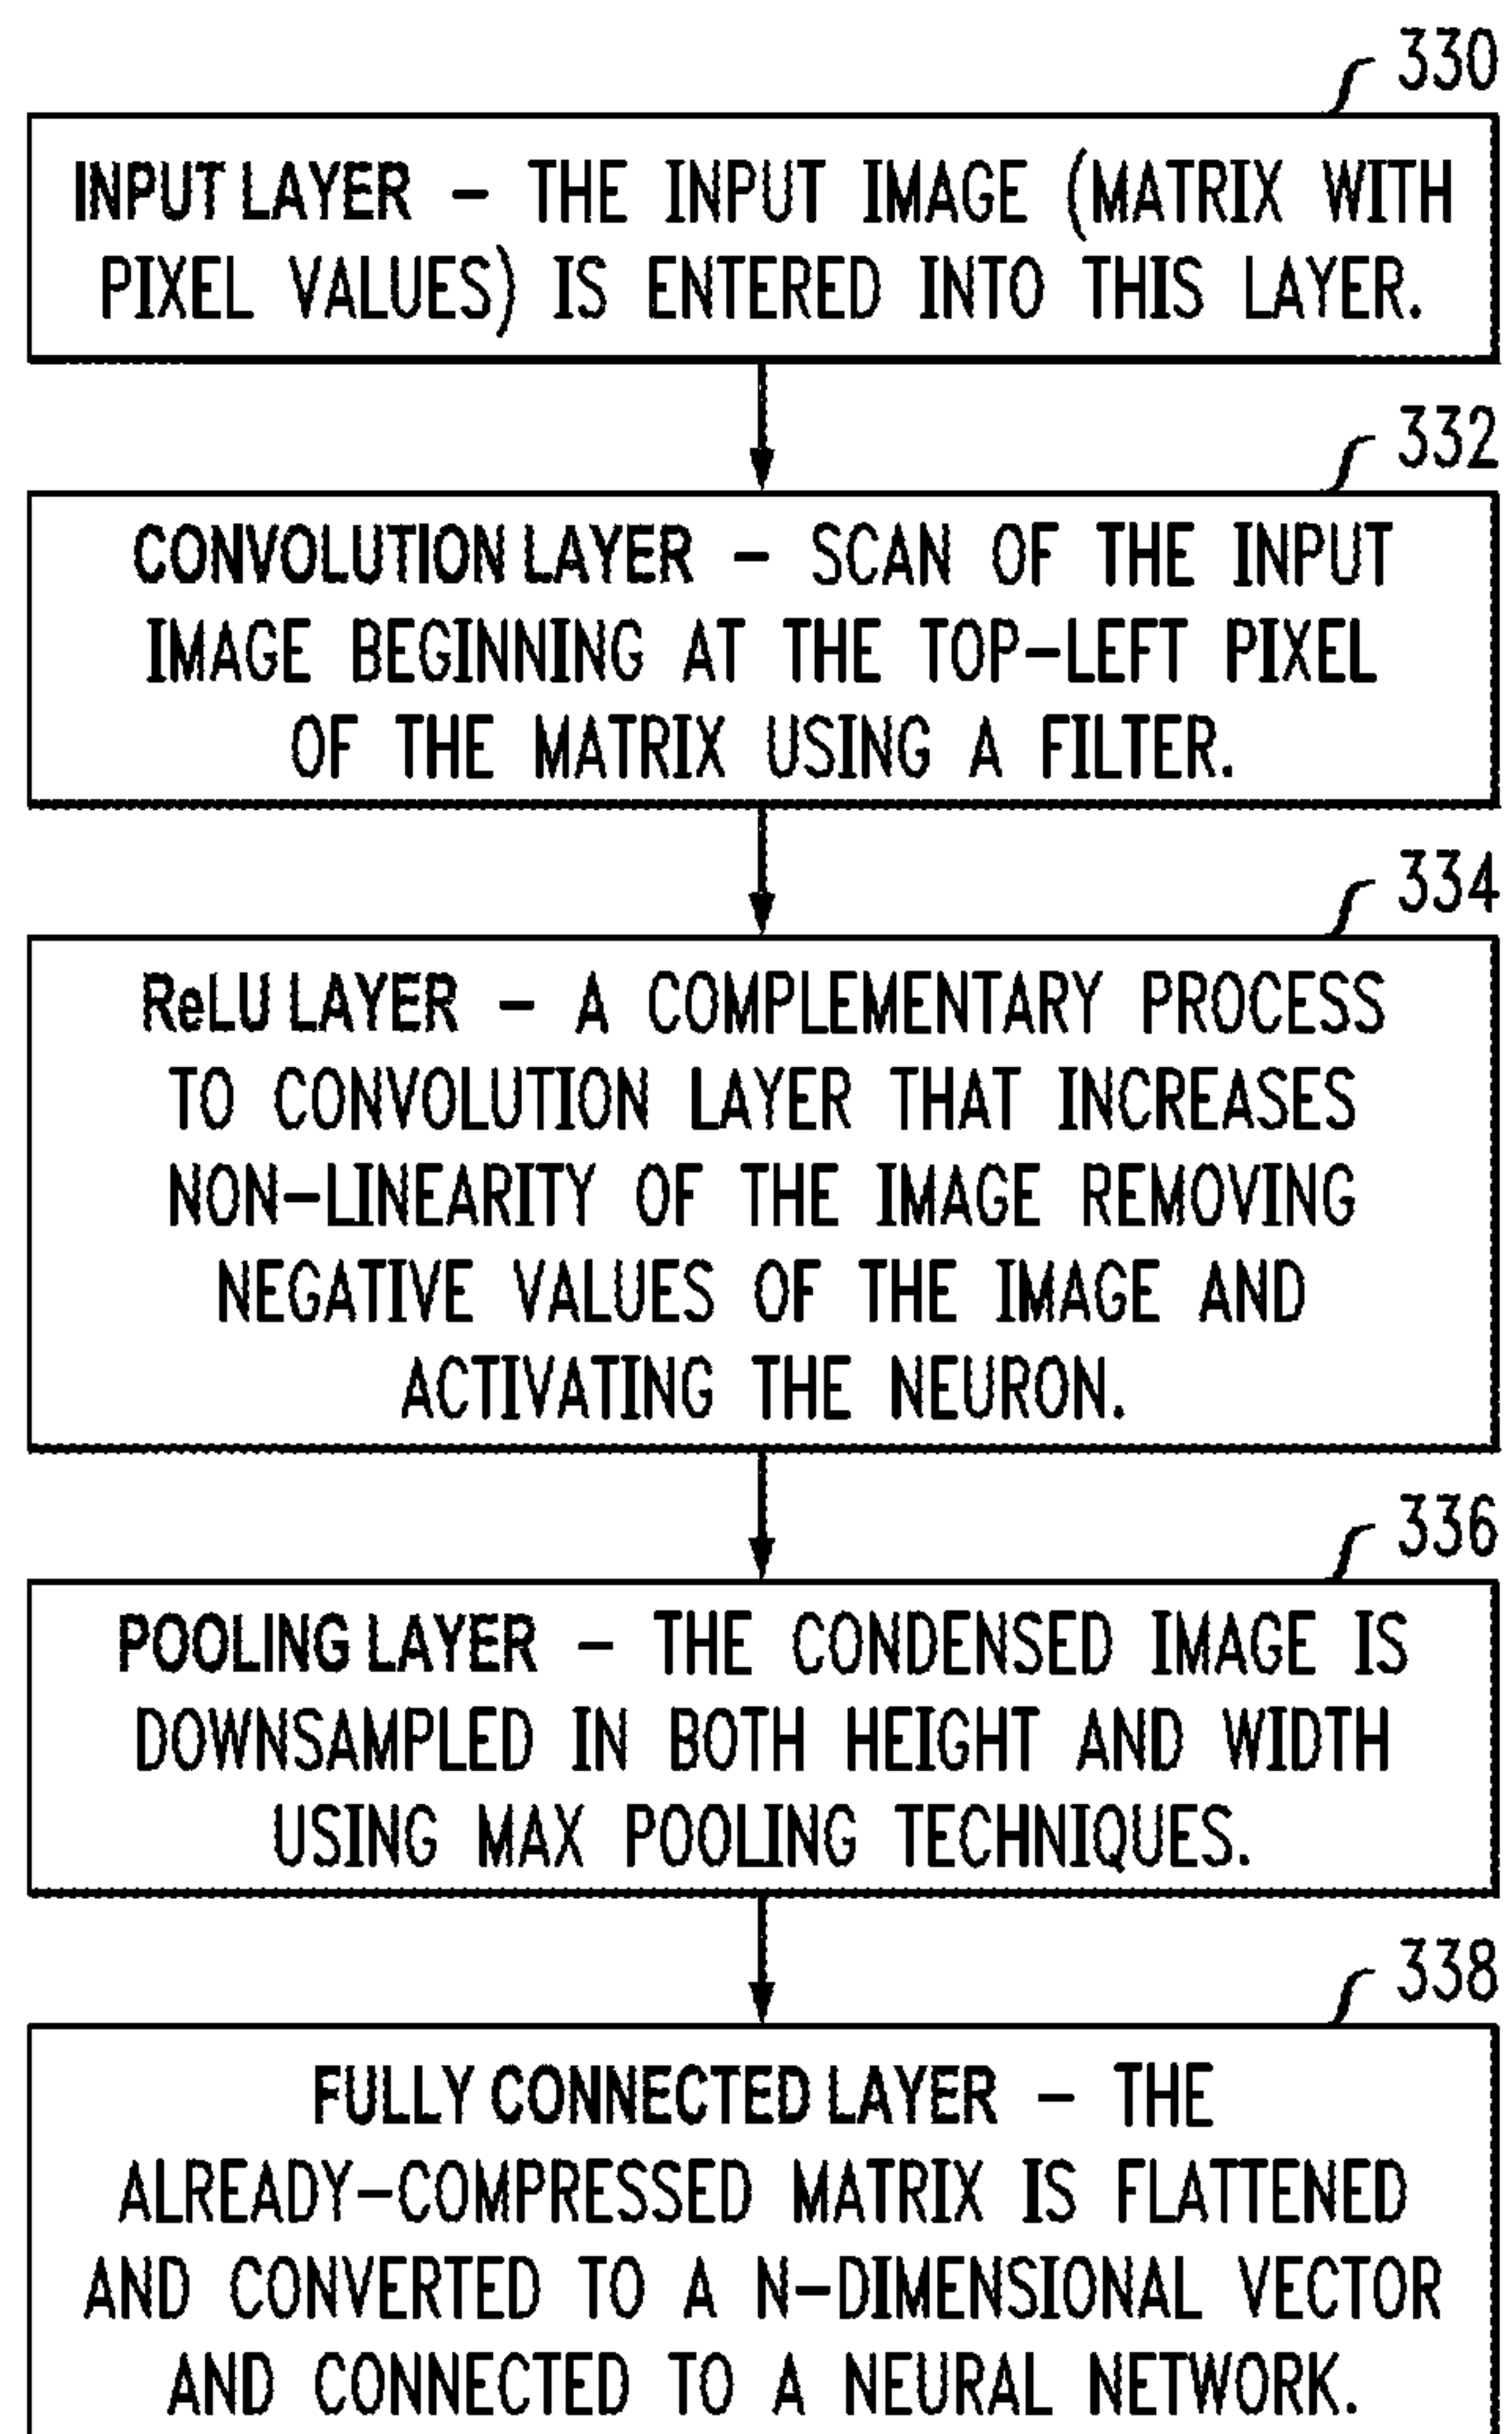 330
INPUT LAYER – THE INPUT IMAGE (MATRIX WITH
PIXEL VALUES) IS ENTERED INTO THIS LAYER.
332
CONVOLUTION LAYER – SCAN OF THE INPUT
IMAGE BEGINNING AT THE TOP-LEFT PIXEL
OF THE MATRIX USING A FILTER.
334
ReLU LAYER – A COMPLEMENTARY PROCESS
TO CONVOLUTION LAYER THAT INCREASES
NON-LINEARITY OF THE IMAGE REMOVING
NEGATIVE VALUES OF THE IMAGE AND
ACTIVATING THE NEURON.
336
POOLING LAYER – THE CONDENSED IMAGE IS
DOWNSAMPLED IN BOTH HEIGHT AND WIDTH
USING MAX POOLING TECHNIQUES.
338
FULLY CONNECTED LAYER – THE
ALREADY-COMPRESSED MATRIX IS FLATTENED
AND CONVERTED TO A N-DIMENSIONAL VECTOR
AND CONNECTED TO A NEURAL NETWORK.